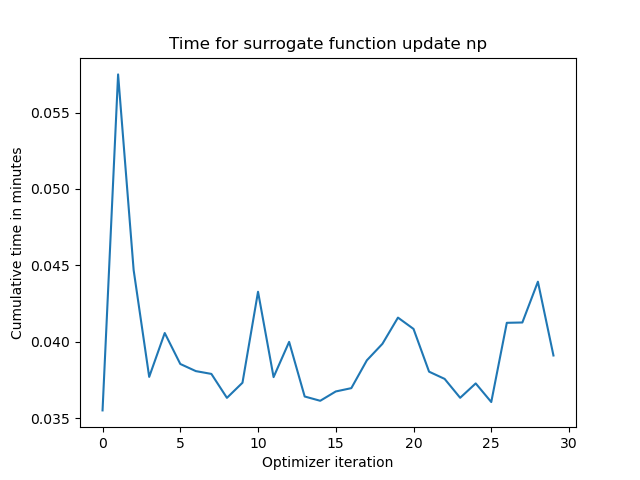 Time for surrogate function update np
Cumulative time in minutes
0.055
0.050
0.045
0.040
0.035
0 5 10 15 20 25 30
Optimizer iteration